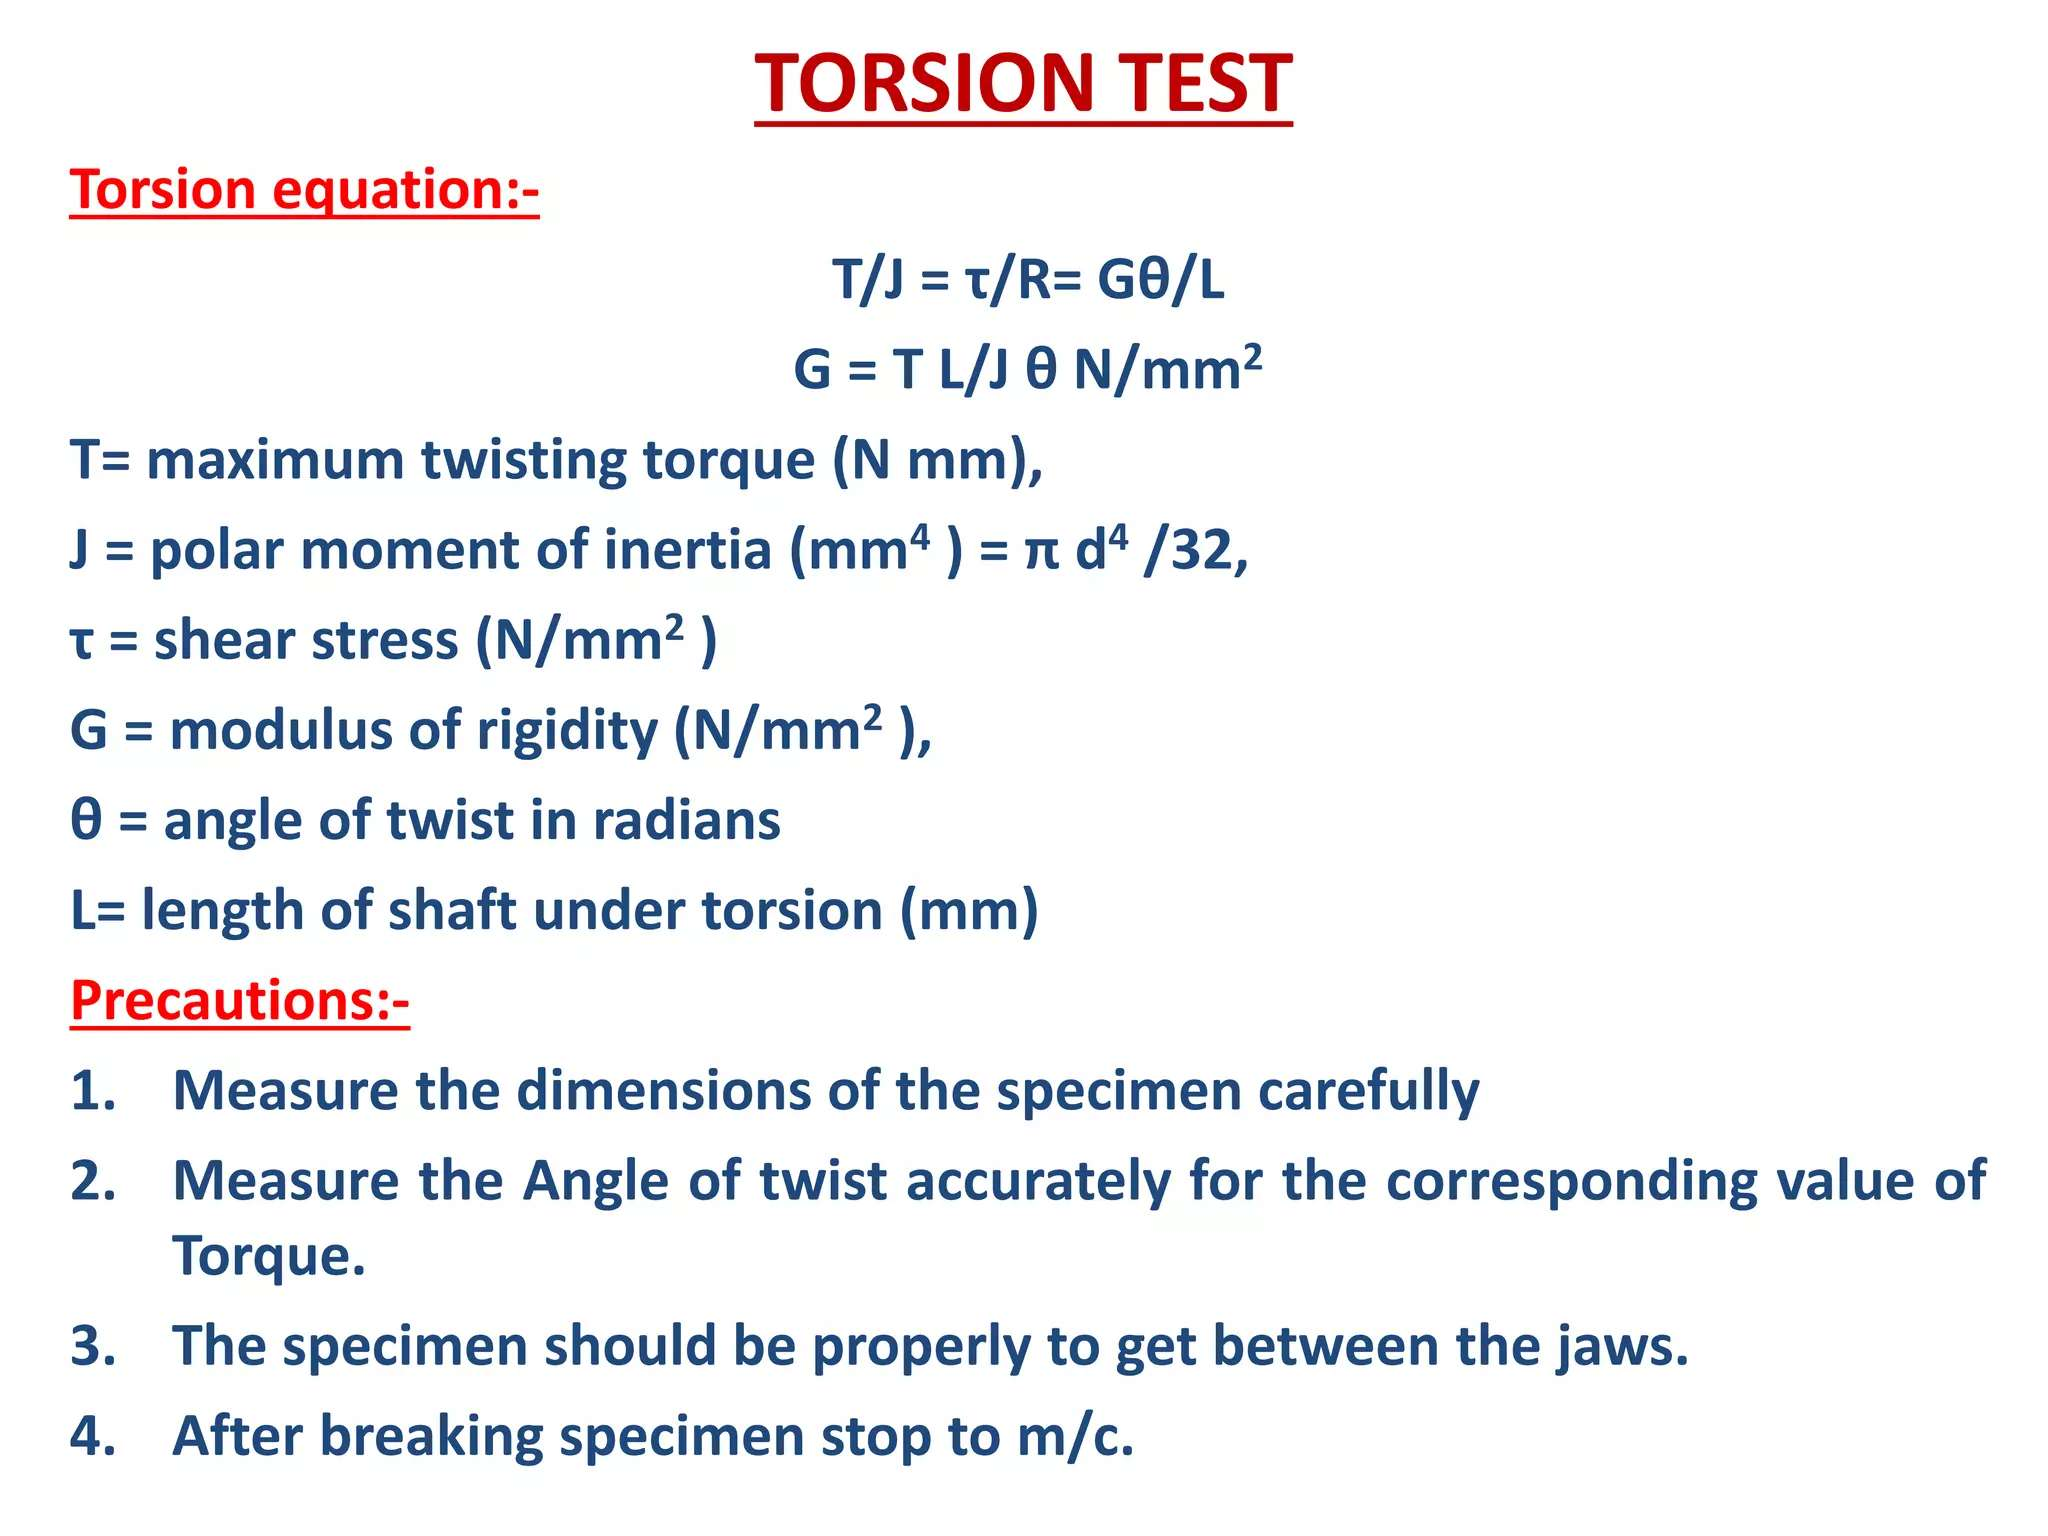 TORSION TEST
Torsion equation:-
T/J = τ/R= Gθ/L
G = T L/J θ N/mm²
T= maximum twisting torque (N mm),
J = polar moment of inertia (mm⁴ ) = π d⁴ /32,
τ = shear stress (N/mm² )
G = modulus of rigidity (N/mm² ),
θ = angle of twist in radians
L= length of shaft under torsion (mm)
Precautions:-
1. Measure the dimensions of the specimen carefully
2. Measure the Angle of twist accurately for the corresponding value of
Torque.
3. The specimen should be properly to get between the jaws.
4. After breaking specimen stop to m/c.